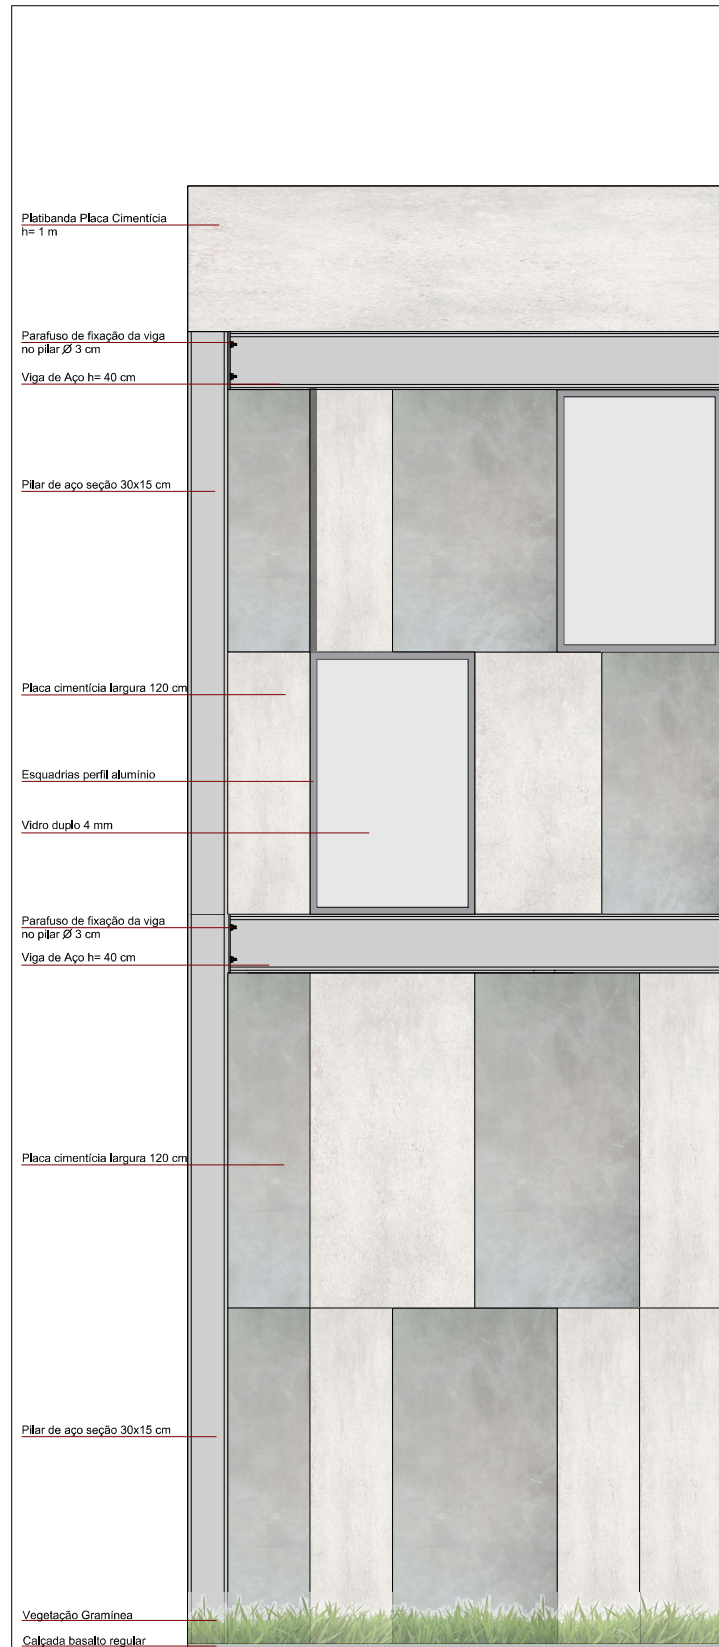 Platibanda Placa Cimentícia
h= 1 m
Parafuso de fixação da viga
no pilar Ø 3 cm
Viga de Aço h= 40 cm
Pilar de aço seção 30x15 cm
Placa cimentícia largura 120 cm
Esquadrias perfil alumínio
Vidro duplo 4 mm
Parafuso de fixação da viga
no pilar Ø 3 cm
Viga de Aço h= 40 cm
Placa cimentícia largura 120 cm
Pilar de aço seção 30x15 cm
Vegetação Gramínea
Calçada basalto regular